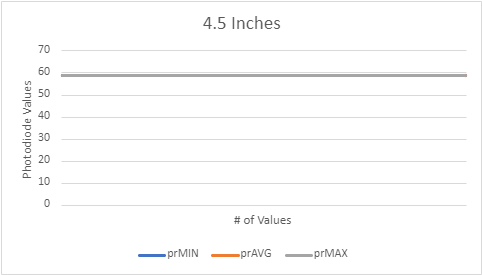 4.5 Inches
70
60
50
40
30
20
10
0
Photodiode Values
# of Values
prMIN prAVG prMAX